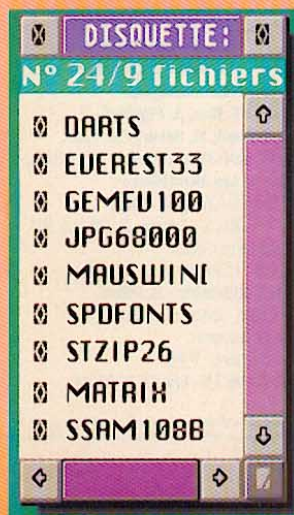 DISQUETTE:
N° 24/9 fichiers
DARTS
EVEREST33
GEMFV100
JPG68000
MAUSWIN
SPDFONTS
STZIP26
MATRIX
SSAM108B